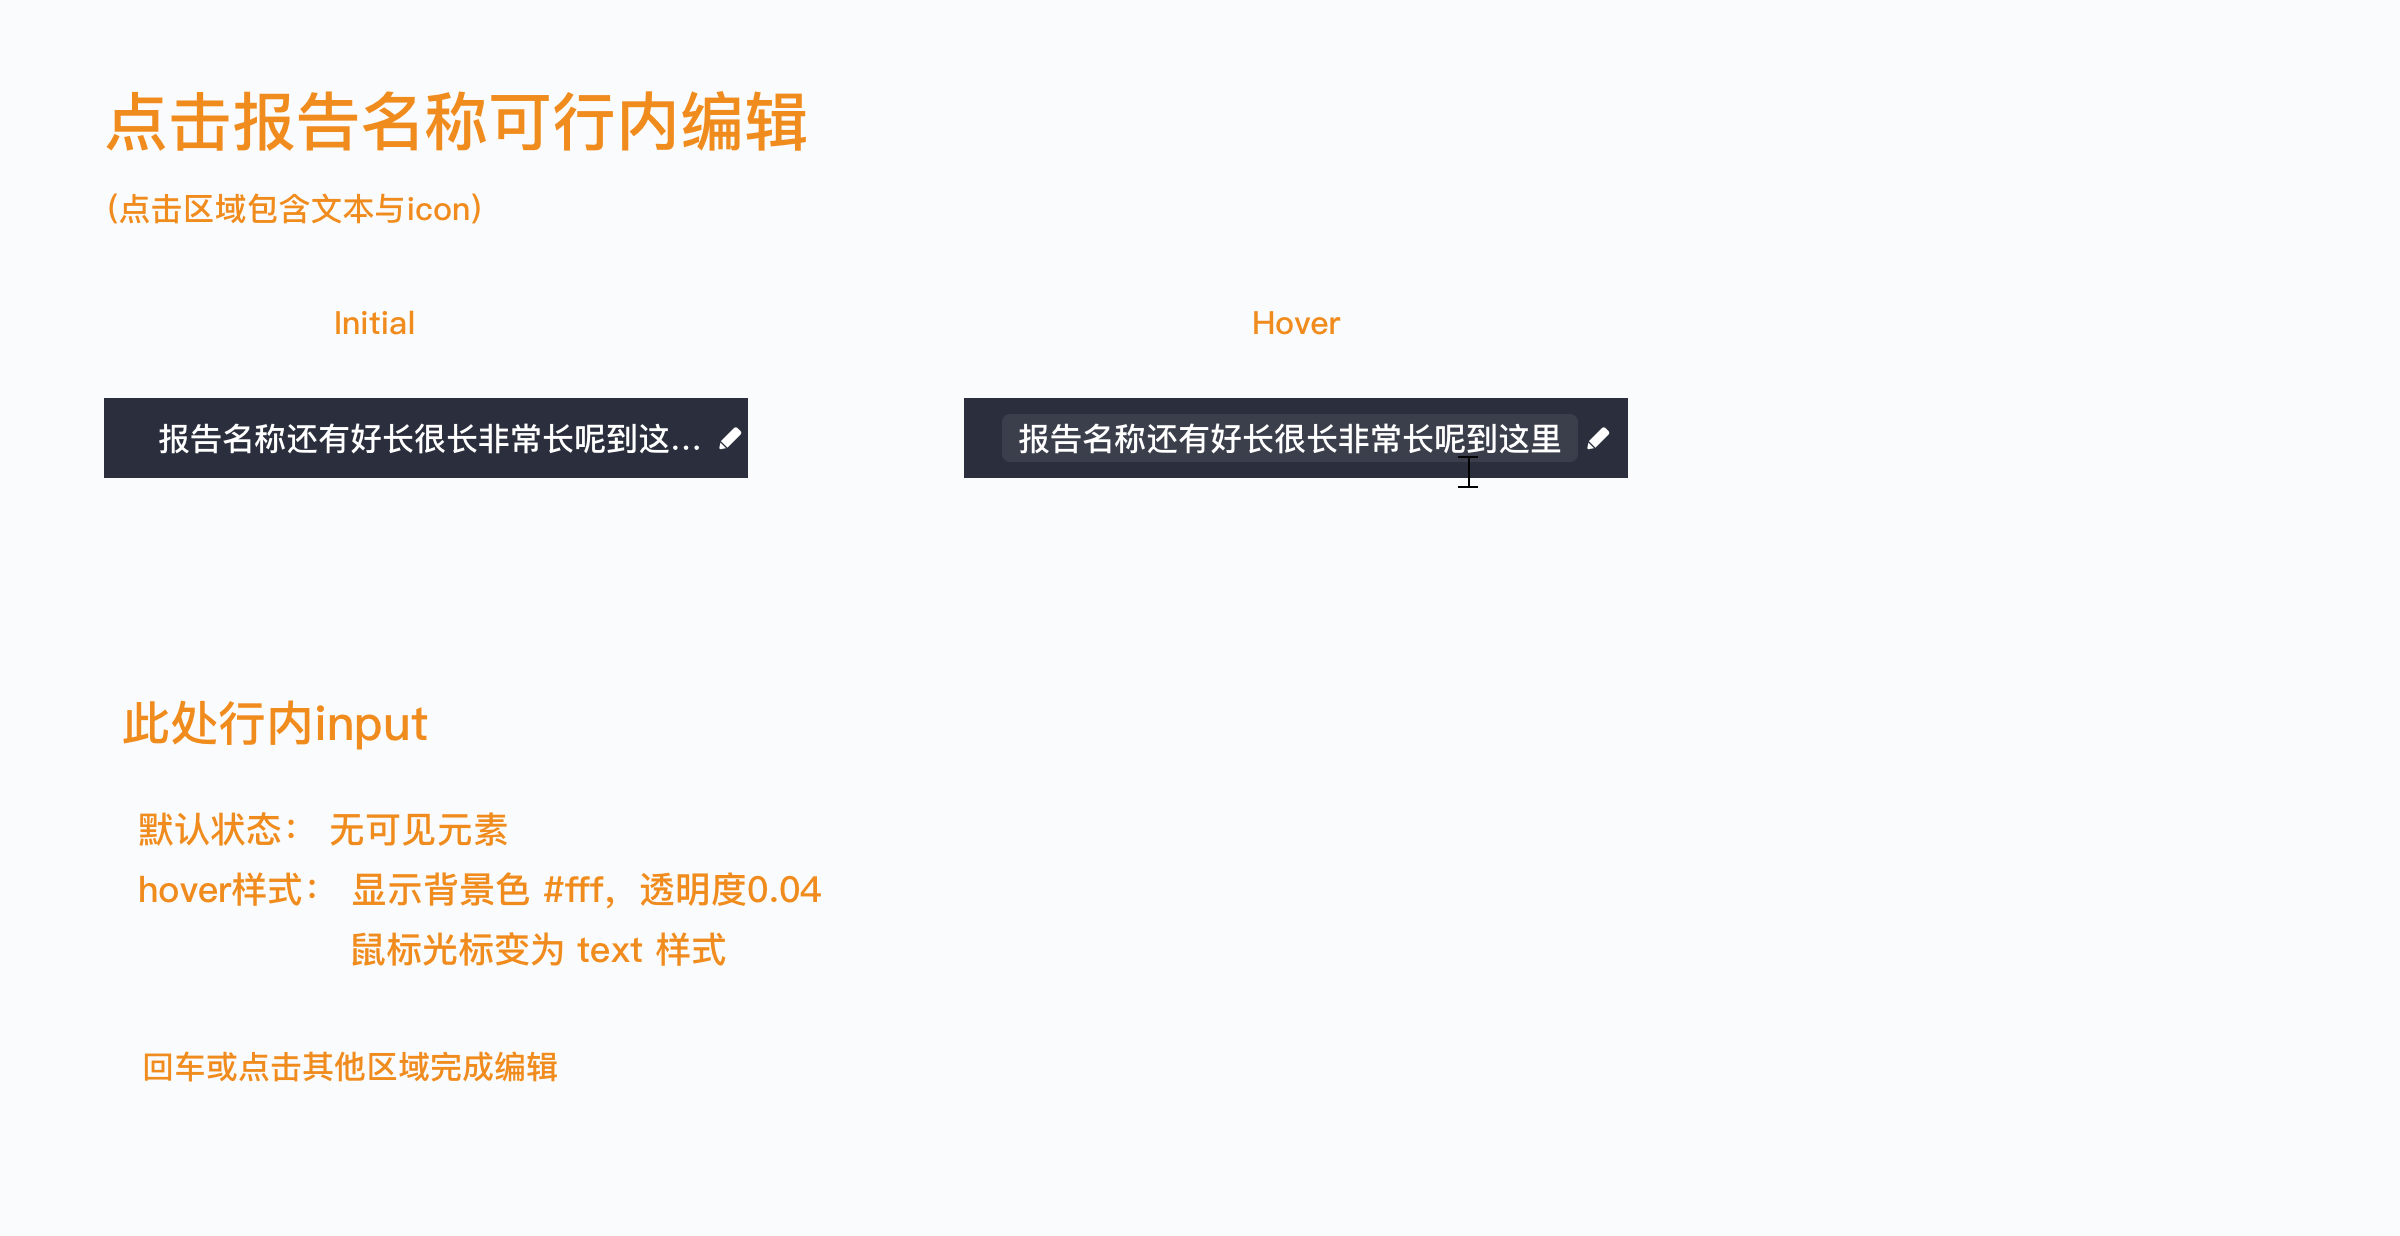 点击报告名称可行内编辑
(点击区域包含文本与icon)
Initial
Hover
报告名称还有好长很长非常长呢到这...
报告名称还有好长很长非常长呢到这里
此处行内input
默认状态： 无可见元素
hover样式： 显示背景色 #fff，透明度0.04
鼠标光标变为 text 样式
回车或点击其他区域完成编辑